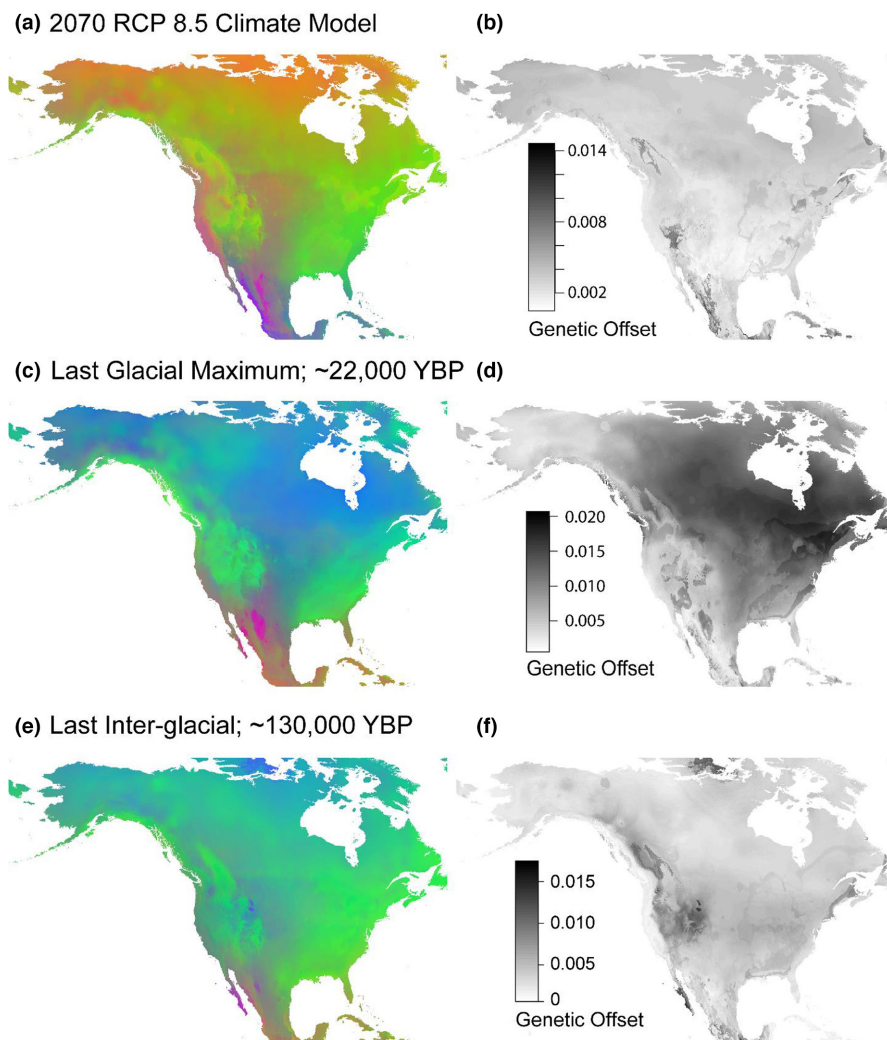 (a) 2070 RCP 8.5 Climate Model
(b)
0.014
0.008
0.002
Genetic Offset
(c) Last Glacial Maximum; ~22,000 YBP
(d)
0.020
0.015
0.010
0.005
Genetic Offset
(e) Last Inter-glacial; ~130,000 YBP
(f)
0.015
0.010
0.005
0
Genetic Offset